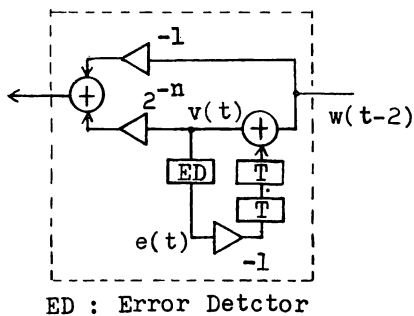 -1
+
2^-n
v(t)
+
w(t-2)
ED
T
T
e(t)
-1
ED : Error Detctor